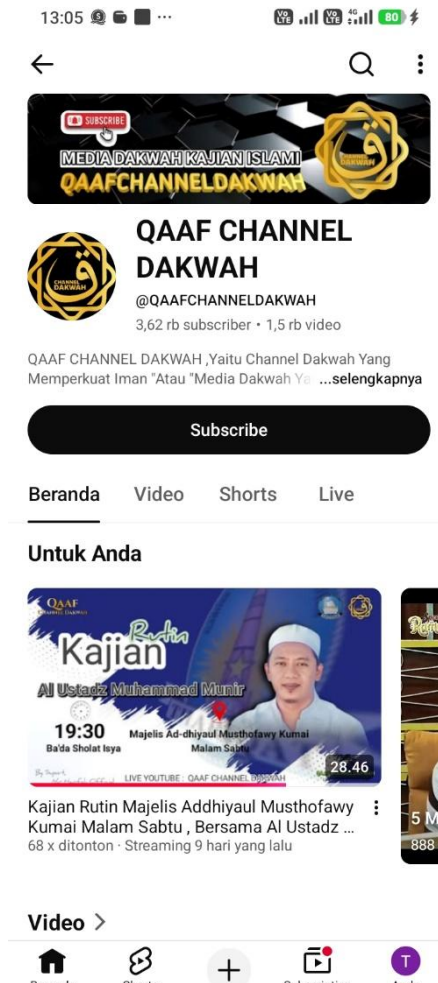 13:05
80
SUBSCRIBE
MEDIA DAKWAH KAJIAN ISLAMI
QAAFCHANNELDAKWAH
CHANNEL DAKWAH
QAAF CHANNEL
DAKWAH
@QAAFCHANNELDAKWAH
3,62 rb subscriber • 1,5 rb video
QAAF CHANNEL DAKWAH ,Yaitu Channel Dakwah Yang
Memperkuat Iman "Atau "Media Dakwah Ya ...selengkapnya
Subscribe
Beranda Video Shorts Live
Untuk Anda
QAAF
CHANNEL DAKWAH
Kajian Rutin
Al Ustadz Muhammad Munir
19:30
Ba'da Sholat Isya
Majelis Ad-dhiyaul Musthofawy Kumai
Malam Sabtu
28.46
LIVE YOUTUBE : QAAF CHANNEL DAKWAH
Kajian Rutin Majelis Addhiyaul Musthofawy
Kumai Malam Sabtu , Bersama Al Ustadz ...
68 x ditonton · Streaming 9 hari yang lalu
5 M
888
Video >
T